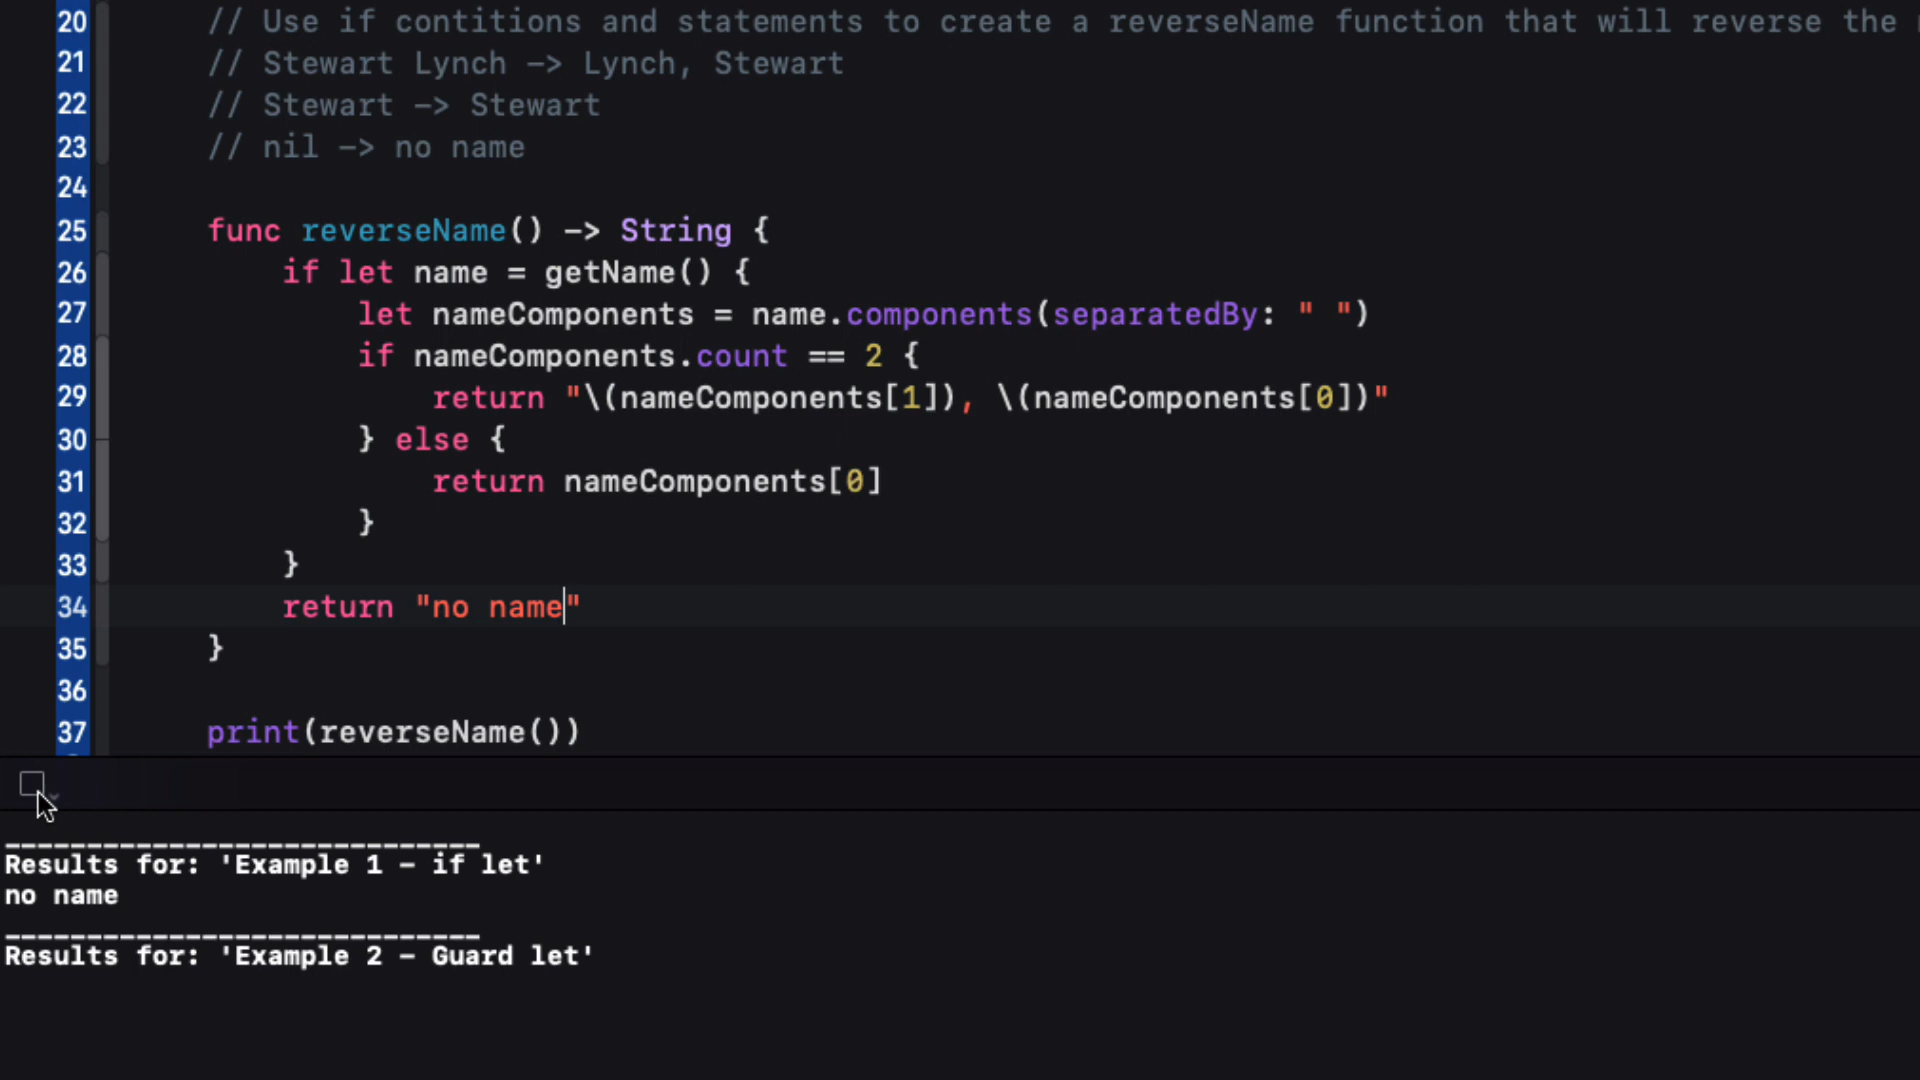 20 // Use if contitions and statements to create a reverseName function that will reverse the
21 // Stewart Lynch -> Lynch, Stewart
22 // Stewart -> Stewart
23 // nil -> no name
24
25 func reverseName() -> String {
26 if let name = getName() {
27 let nameComponents = name.components(separatedBy: " ")
28 if nameComponents.count == 2 {
29 return "\(nameComponents[1]), \(nameComponents[0])"
30 } else {
31 return nameComponents[0]
32 }
33 }
34 return "no name"
35 }
36
37 print(reverseName())
______________________________
Results for: 'Example 1 - if let'
no name
______________________________
Results for: 'Example 2 - Guard let'